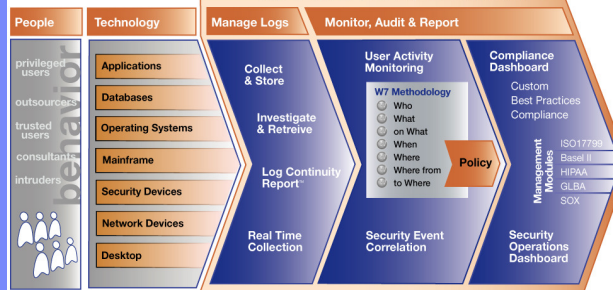 People
Technology
Manage Logs
Monitor, Audit & Report
behavior
privileged
users
outsourcers
trusted
users
consultants
intruders
Applications
Databases
Operating Systems
Mainframe
Security Devices
Network Devices
Desktop
Collect
& Store
Investigate
& Retreive
Log Continuity
Report™
Real Time
Collection
User Activity
Monitoring
W7 Methodology
Who
What
on What
When
Where
Where from
to Where
Policy
Security Event
Correlation
Compliance
Dashboard
Custom
Best Practices
Compliance
Management
Modules
ISO17799
Basel II
HIPAA
GLBA
SOX
Security
Operations
Dashboard